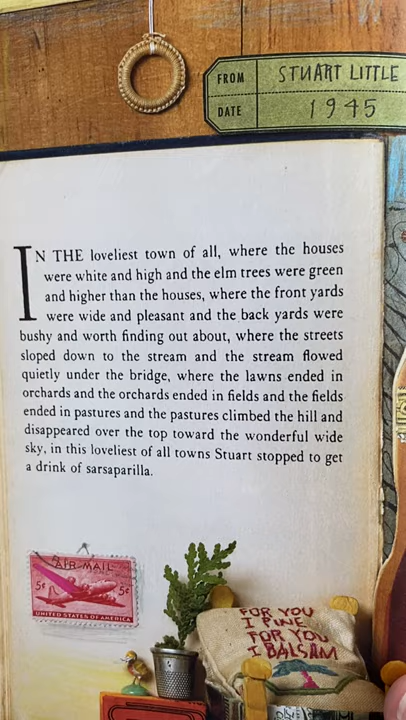 FROM STUART LITTLE
DATE 1945
IN THE loveliest town of all, where the houses
were white and high and the elm trees were green
and higher than the houses, where the front yards
were wide and pleasant and the back yards were
bushy and worth finding out about, where the streets
sloped down to the stream and the stream flowed
quietly under the bridge, where the lawns ended in
orchards and the orchards ended in fields and the fields
ended in pastures and the pastures climbed the hill and
disappeared over the top toward the wonderful wide
sky, in this loveliest of all towns Stuart stopped to get
a drink of sarsaparilla.
AIR MAIL
5¢ 5¢
UNITED STATES OF AMERICA
FOR YOU
I PINE
FOR YOU
I BALSAM